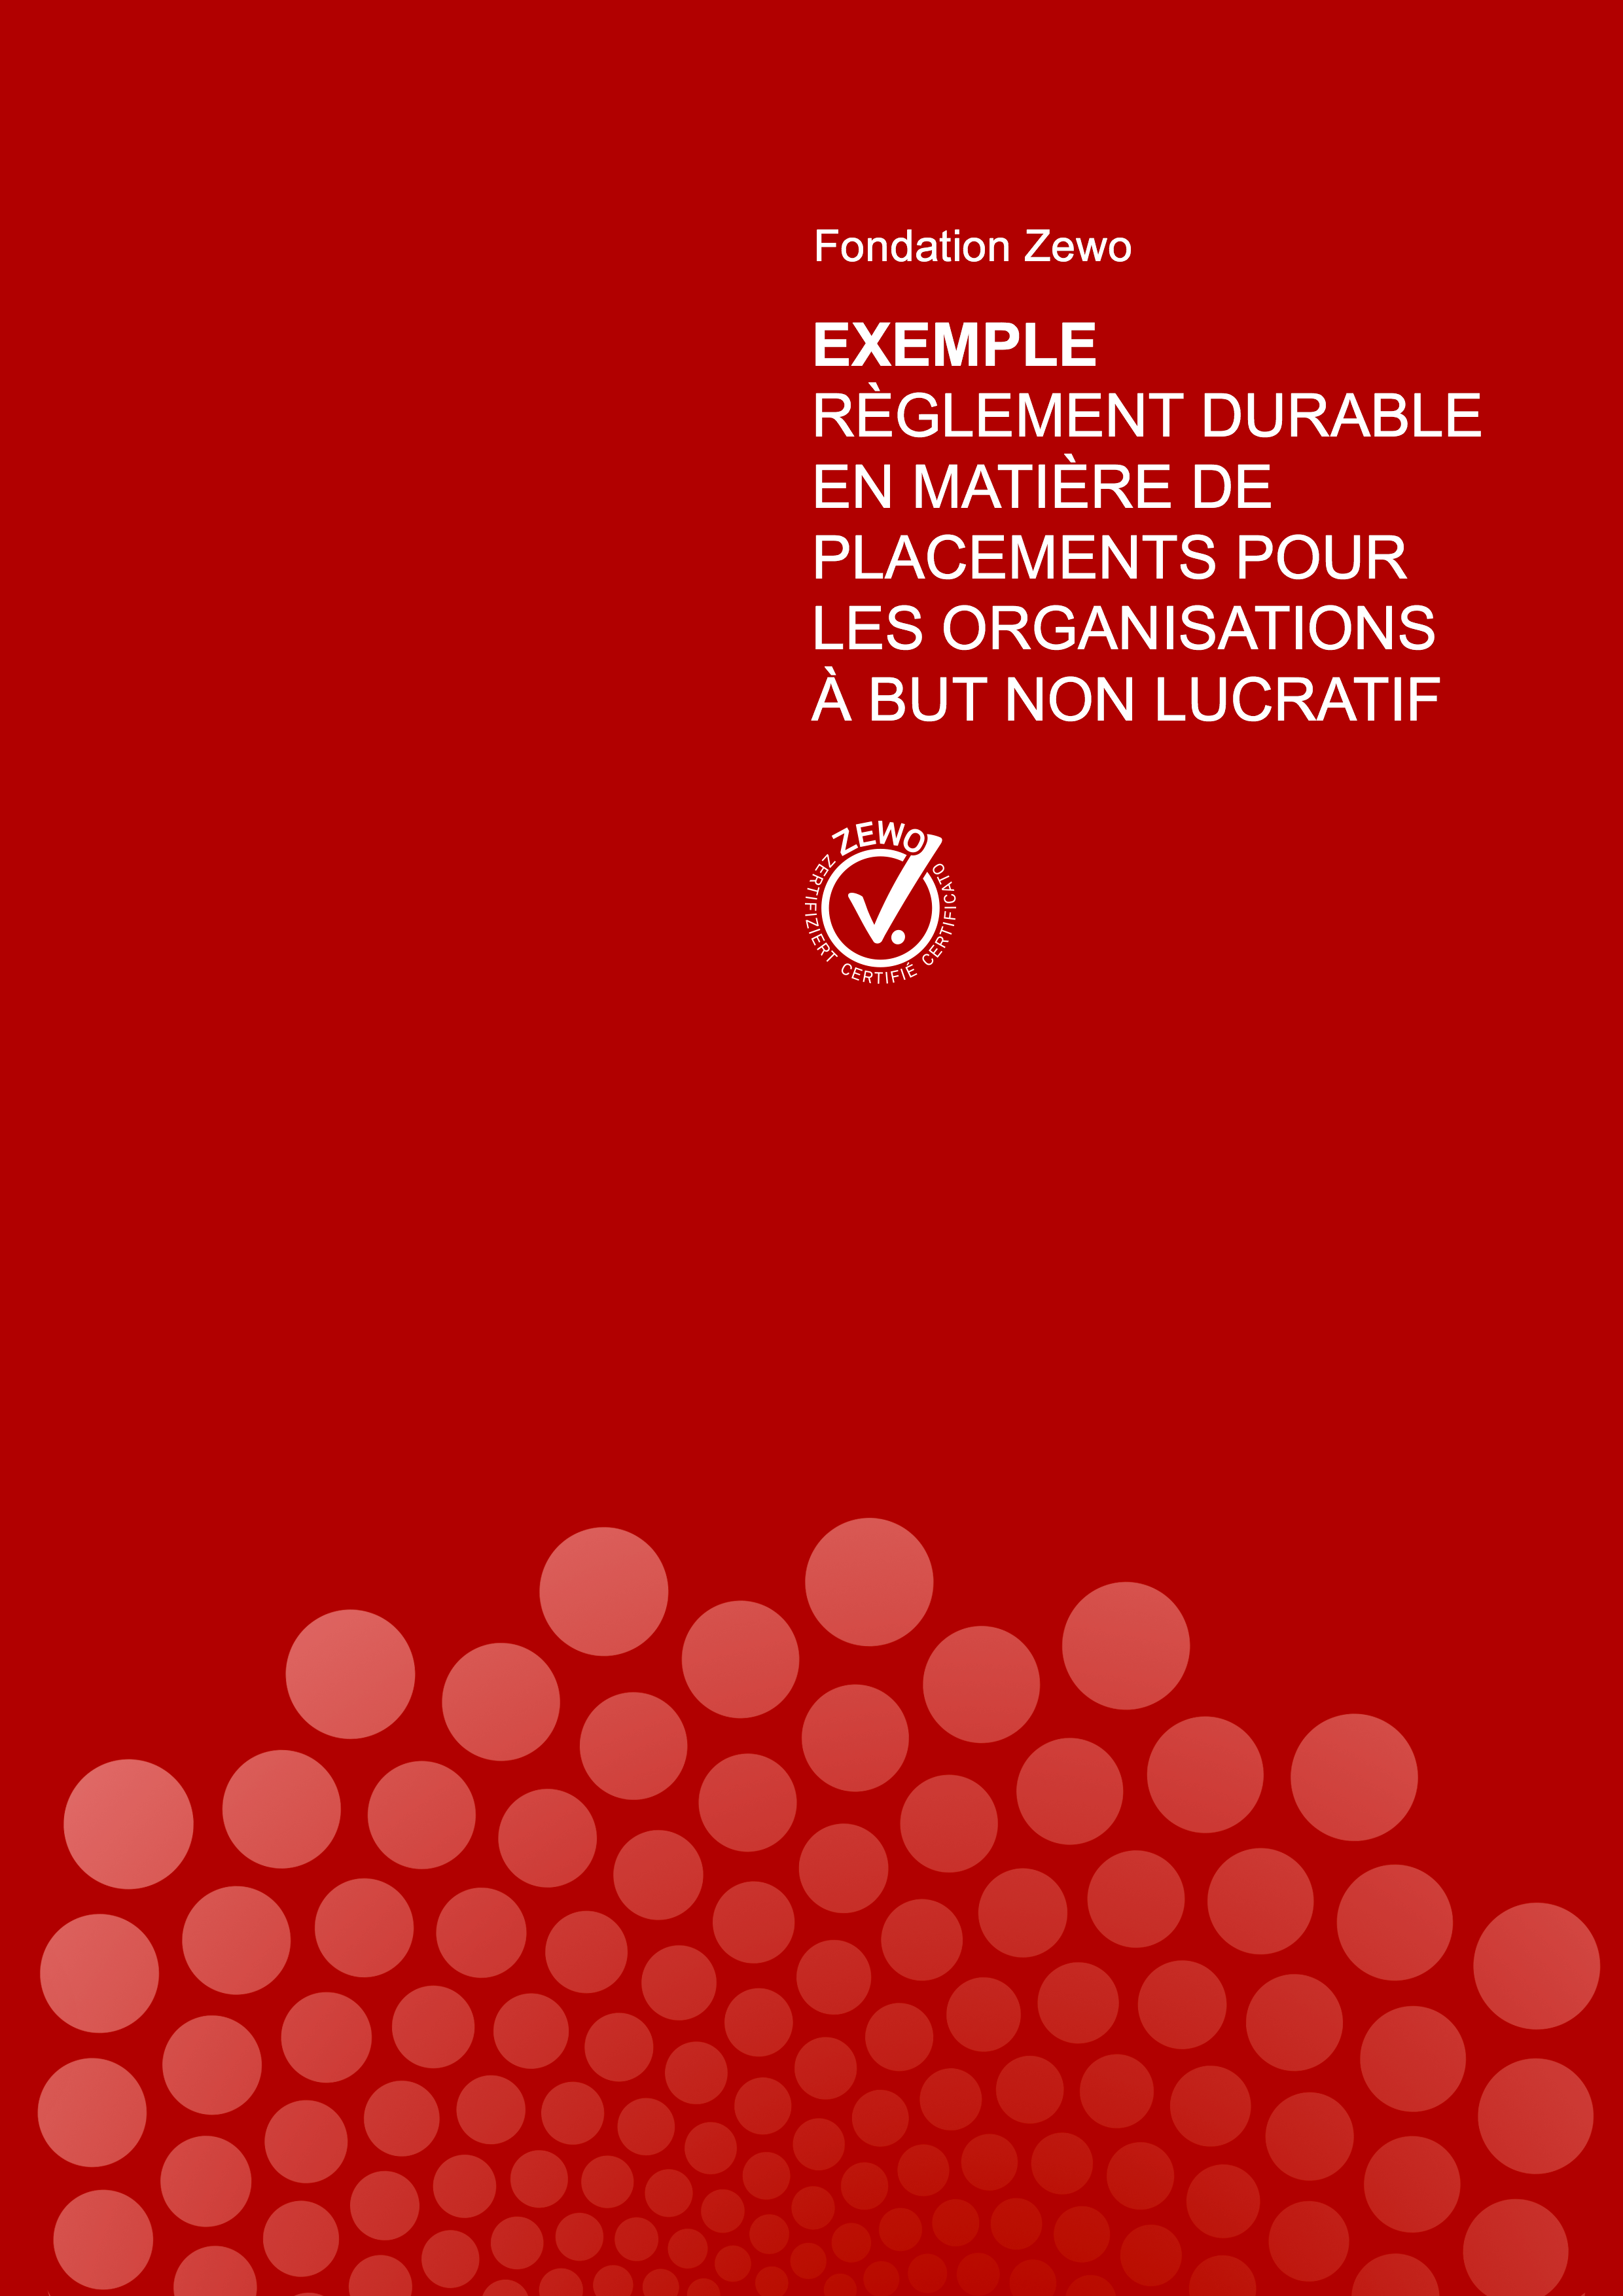 Fondation Zewo
EXEMPLE
RÈGLEMENT DURABLE
EN MATIÈRE DE
PLACEMENTS POUR
LES ORGANISATIONS
À BUT NON LUCRATIF
ZEWO
ZERTIFIZIERT CERTIFIÉ CERTIFICATO